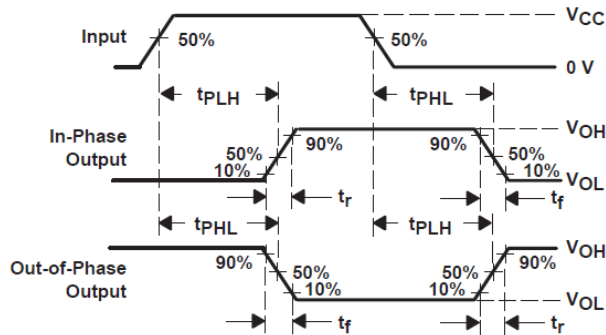 VCC
Input
50%
50%
0 V
tPLH
tPHL
In-Phase
Output
VOH
90%
90%
50%
50%
10%
10%
VOL
tr
tf
tPHL
tPLH
Out-of-Phase
Output
VOH
90%
90%
50%
50%
10%
10%
VOL
tf
tr